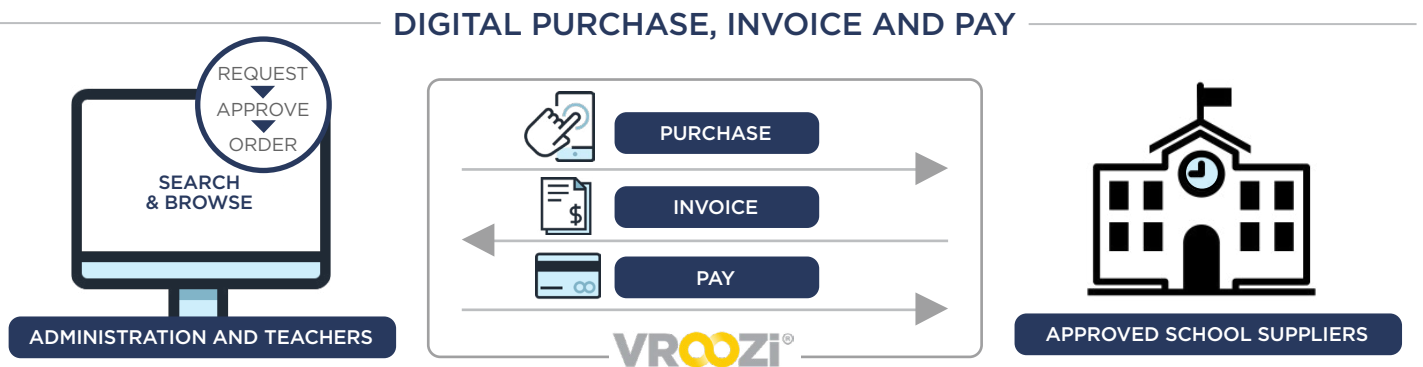 DIGITAL PURCHASE, INVOICE AND PAY
REQUEST
APPROVE
ORDER
SEARCH
& BROWSE
ADMINISTRATION AND TEACHERS
PURCHASE
$
INVOICE
PAY
VROOZi®
APPROVED SCHOOL SUPPLIERS